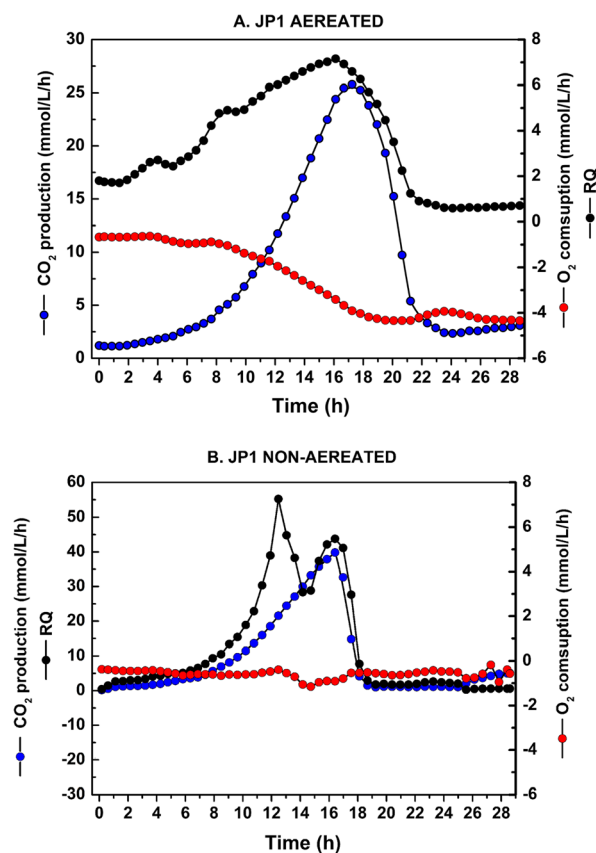 A. JP1 AEREATED
CO2 production (mmol/L/h)
30
25
20
15
10
5
0
8
6
4
2
0
-2
-4
-6
O2 comsuption (mmol/L/h)
RQ
0 2 4 6 8 10 12 14 16 18 20 22 24 26 28
Time (h)
B. JP1 NON-AEREATED
CO2 production (mmol/L/h)
RQ
60
50
40
30
20
10
0
-10
-20
-30
8
6
4
2
0
-2
-4
-6
O2 comsuption (mmol/L/h)
0 2 4 6 8 10 12 14 16 18 20 22 24 26 28
Time (h)